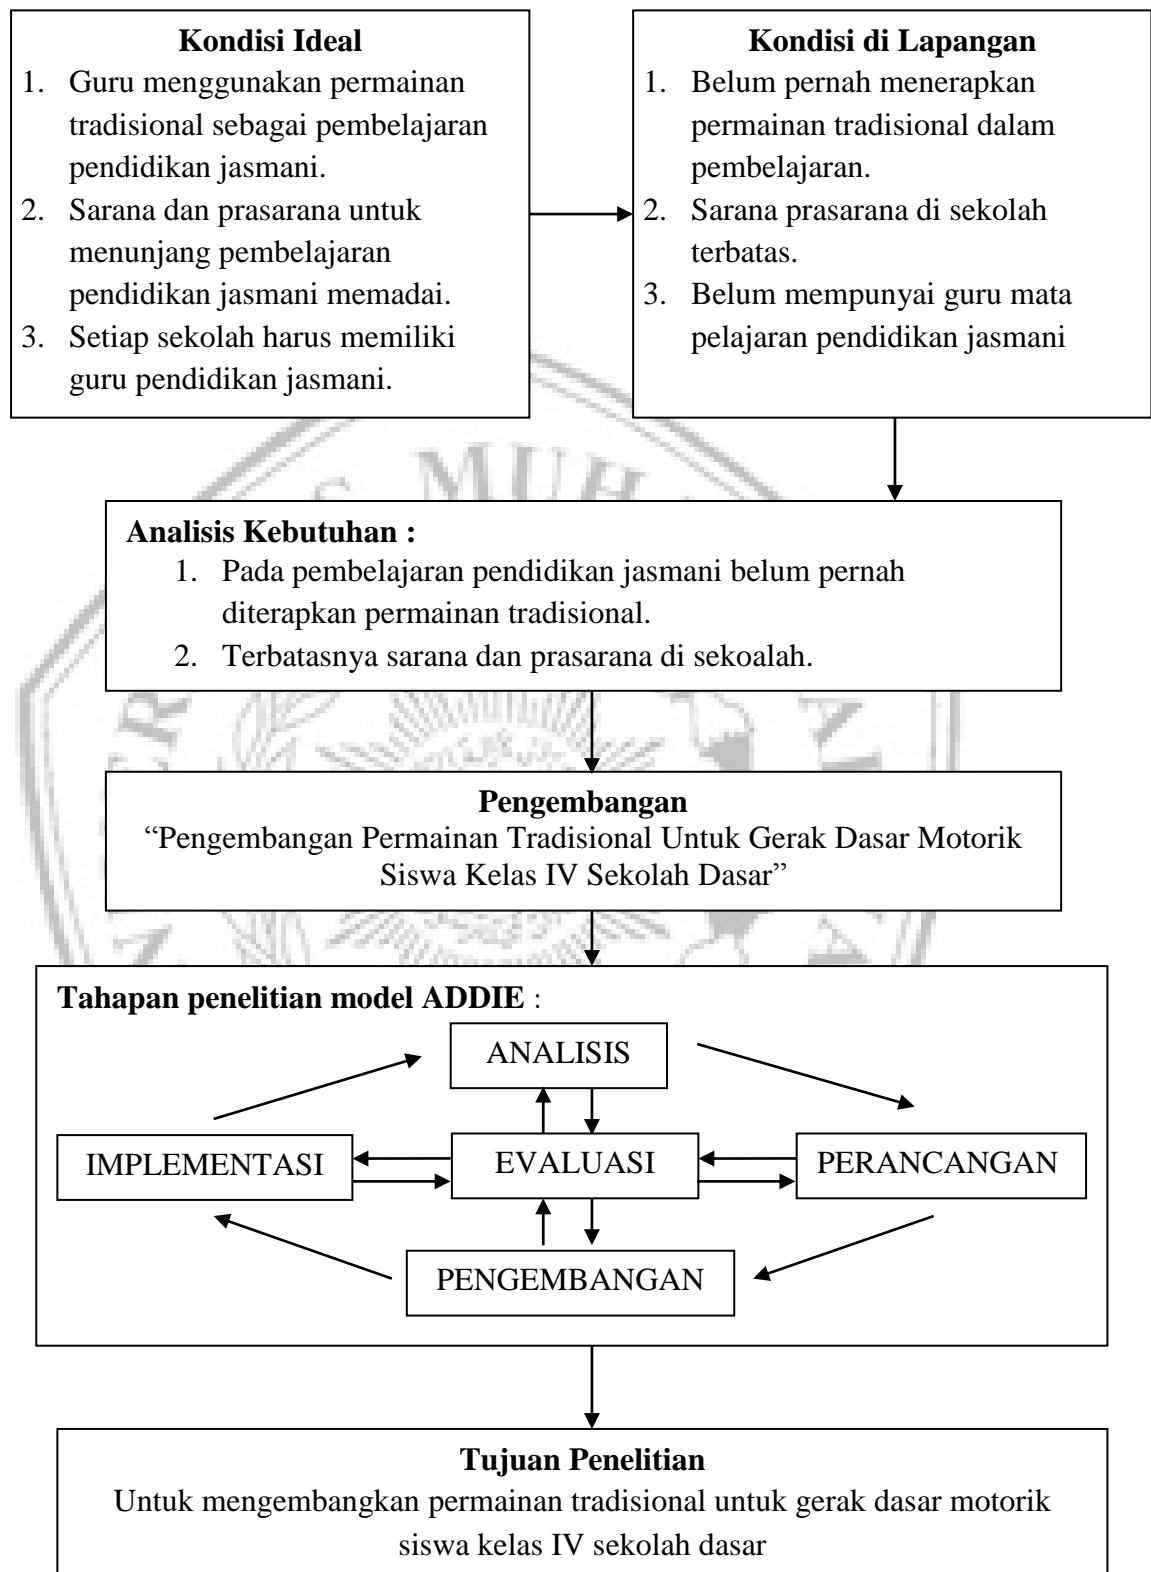 Kondisi Ideal
1. Guru menggunakan permainan
tradisional sebagai pembelajaran
pendidikan jasmani.
2. Sarana dan prasarana untuk
menunjang pembelajaran
pendidikan jasmani memadai.
3. Setiap sekolah harus memiliki
guru pendidikan jasmani.
Kondisi di Lapangan
1. Belum pernah menerapkan
permainan tradisional dalam
pembelajaran.
2. Sarana prasarana di sekolah
terbatas.
3. Belum mempunyai guru mata
pelajaran pendidikan jasmani
Analisis Kebutuhan :
1. Pada pembelajaran pendidikan jasmani belum pernah
diterapkan permainan tradisional.
2. Terbatasnya sarana dan prasarana di sekoalah.
Pengembangan
“Pengembangan Permainan Tradisional Untuk Gerak Dasar Motorik
Siswa Kelas IV Sekolah Dasar”
Tahapan penelitian model ADDIE :
ANALISIS
IMPLEMENTASI
EVALUASI
PERANCANGAN
PENGEMBANGAN
Tujuan Penelitian
Untuk mengembangkan permainan tradisional untuk gerak dasar motorik
siswa kelas IV sekolah dasar